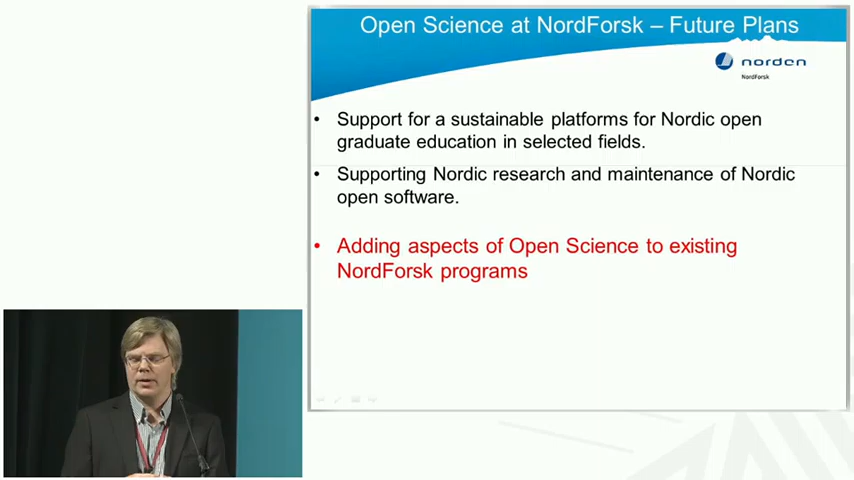 Open Science at NordForsk – Future Plans
norden
NordForsk
• Support for a sustainable platforms for Nordic open
graduate education in selected fields.
• Supporting Nordic research and maintenance of Nordic
open software.
• Adding aspects of Open Science to existing
NordForsk programs